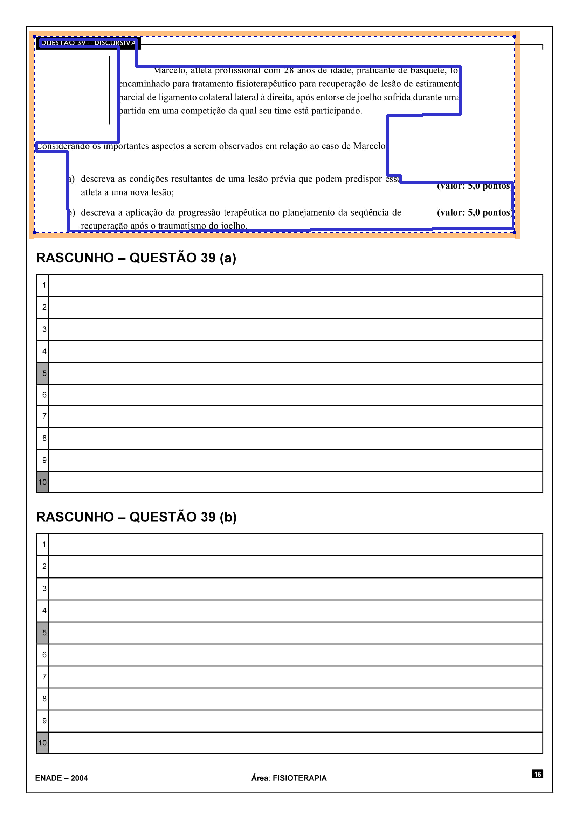 QUESTÃO 39 – DISCURSIVA
Marcelo, atleta profissional com 28 anos de idade, praticante de basquete, foi
encaminhado para tratamento fisioterapêutico para recuperação de lesão de estiramento
parcial de ligamento colateral lateral à direita, após entorse de joelho sofrida durante uma
partida em uma competição da qual seu time está participando.
Considerando os importantes aspectos a serem observados em relação ao caso de Marcelo
a) descreva as condições resultantes de uma lesão prévia que podem predispor esse
atleta a uma nova lesão; (valor: 5,0 pontos)
b) descreva a aplicação da progressão terapêutica no planejamento da seqüência de (valor: 5,0 pontos)
recuperação após o traumatismo do joelho.
RASCUNHO – QUESTÃO 39 (a)
1
2
3
4
5
6
7
8
9
10
RASCUNHO – QUESTÃO 39 (b)
1
2
3
4
5
6
7
8
9
10
ENADE – 2004 Área: FISIOTERAPIA 16